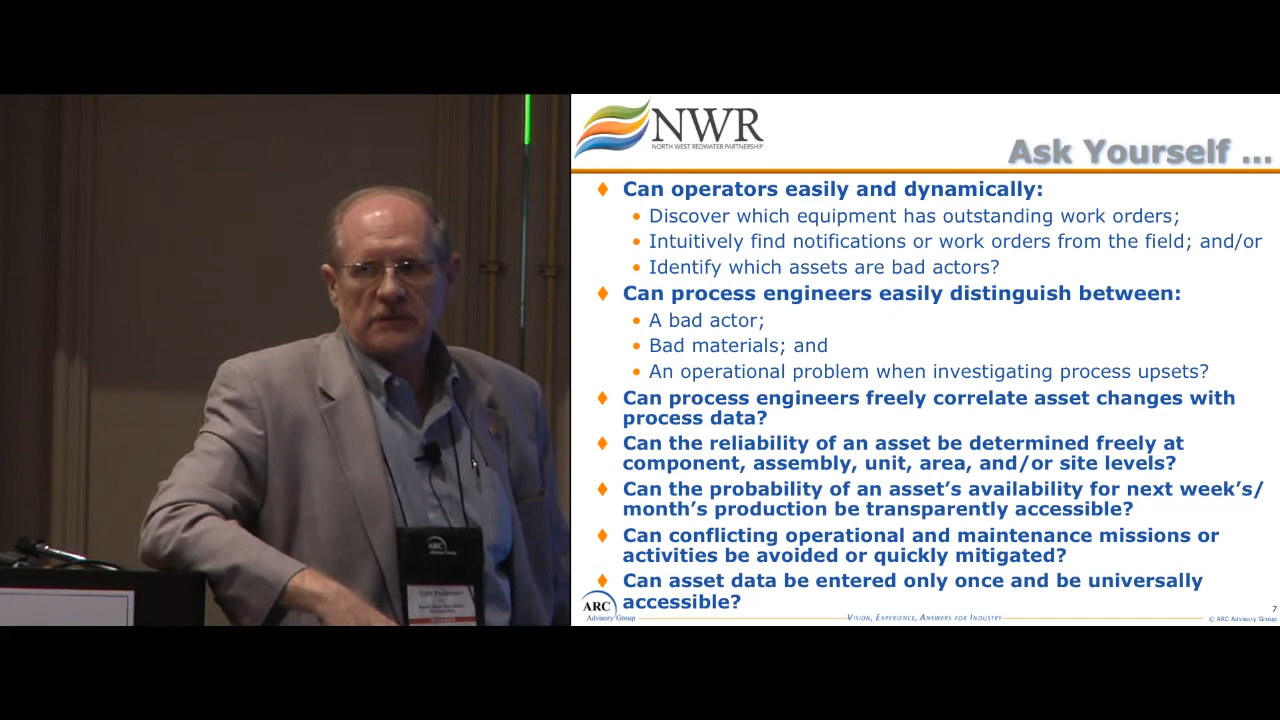 NWR
NORTH WEST REDWATER PARTNERSHIP
Ask Yourself ...
Can operators easily and dynamically:
Discover which equipment has outstanding work orders;
Intuitively find notifications or work orders from the field; and/or
Identify which assets are bad actors?
Can process engineers easily distinguish between:
A bad actor;
Bad materials; and
An operational problem when investigating process upsets?
Can process engineers freely correlate asset changes with
process data?
Can the reliability of an asset be determined freely at
component, assembly, unit, area, and/or site levels?
Can the probability of an asset’s availability for next week’s/
month’s production be transparently accessible?
Can conflicting operational and maintenance missions or
activities be avoided or quickly mitigated?
Can asset data be entered only once and be universally
accessible?
ARC
Advisory Group
VISION, EXPERIENCE, ANSWERS FOR INDUSTRY
7
© ARC Advisory Group
ARC
Advisory Group